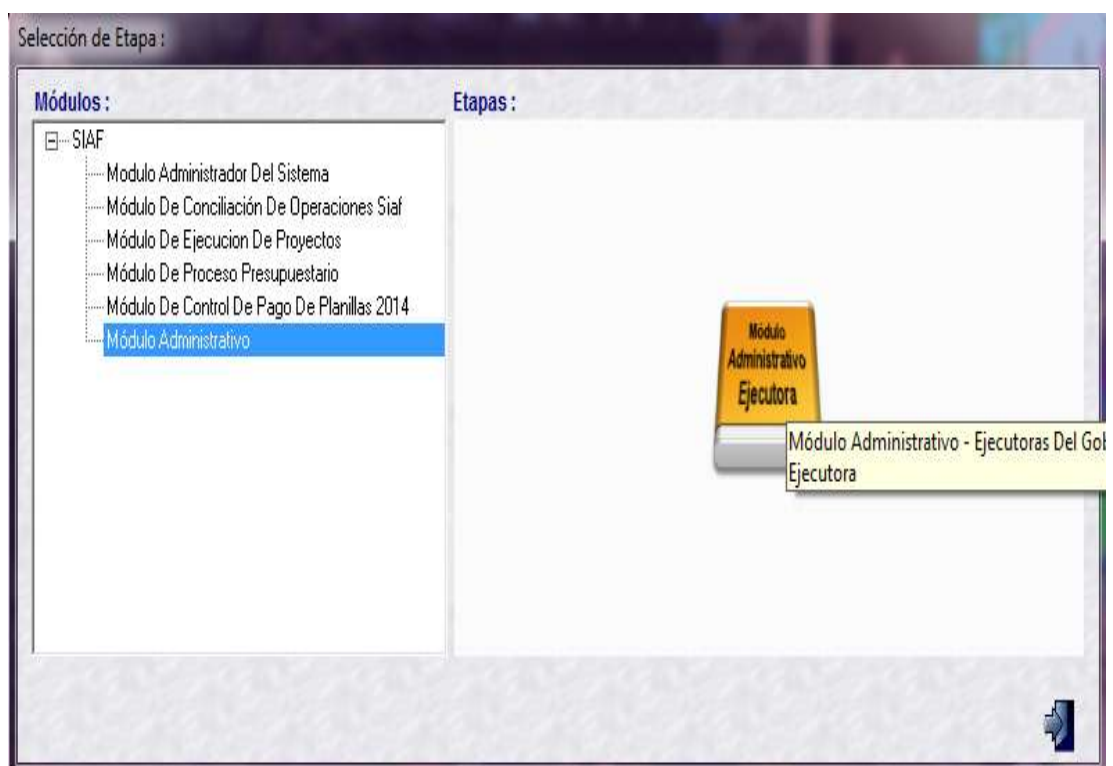 Selección de Etapa :
Módulos :
Etapas :
SIAF
Modulo Administrador Del Sistema
Módulo De Conciliación De Operaciones Siaf
Módulo De Ejecucion De Proyectos
Módulo De Proceso Presupuestario
Módulo De Control De Pago De Planillas 2014
Módulo Administrativo
Módulo
Administrativo
Ejecutora
Módulo Administrativo - Ejecutoras Del Gob
Ejecutora